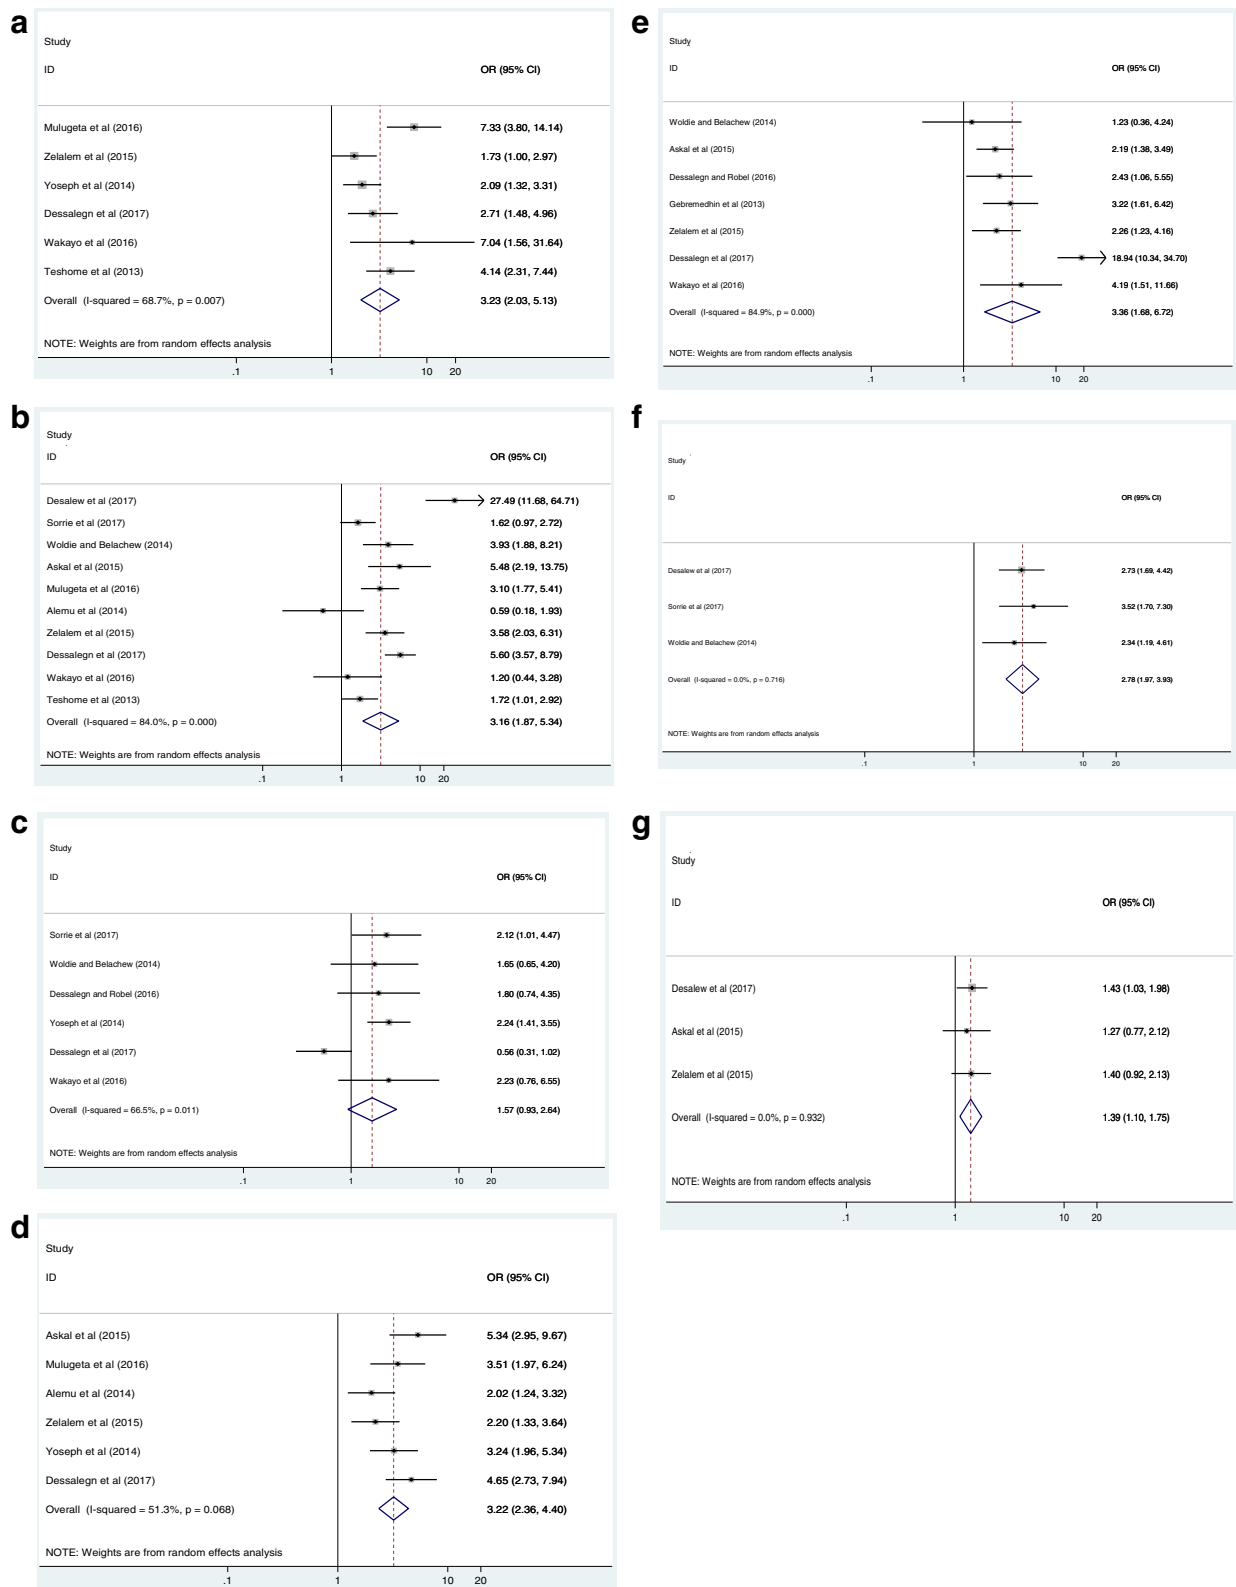 a
Study
ID
OR (95% CI)
Mulugeta et al (2016) 7.33 (3.80, 14.14)
Zelalem et al (2015) 1.73 (1.00, 2.97)
Yoseph et al (2014) 2.09 (1.32, 3.31)
Dessalegn et al (2017) 2.71 (1.48, 4.96)
Wakayo et al (2016) 7.04 (1.56, 31.64)
Teshome et al (2013) 4.14 (2.31, 7.44)
Overall (I-squared = 68.7%, p = 0.007) 3.23 (2.03, 5.13)
NOTE: Weights are from random effects analysis
.1 1 10 20
b
Study
ID
OR (95% CI)
Desalew et al (2017) 27.49 (11.68, 64.71)
Sorrie et al (2017) 1.62 (0.97, 2.72)
Woldie and Belachew (2014) 3.93 (1.88, 8.21)
Askal et al (2015) 5.48 (2.19, 13.75)
Mulugeta et al (2016) 3.10 (1.77, 5.41)
Alemu et al (2014) 0.59 (0.18, 1.93)
Zelalem et al (2015) 3.58 (2.03, 6.31)
Dessalegn et al (2017) 5.60 (3.57, 8.79)
Wakayo et al (2016) 1.20 (0.44, 3.28)
Teshome et al (2013) 1.72 (1.01, 2.92)
Overall (I-squared = 84.0%, p = 0.000) 3.16 (1.87, 5.34)
NOTE: Weights are from random effects analysis
.1 1 10 20
c
Study
ID
OR (95% CI)
Sorrie et al (2017) 2.12 (1.01, 4.47)
Woldie and Belachew (2014) 1.65 (0.65, 4.20)
Dessalegn and Robel (2016) 1.80 (0.74, 4.35)
Yoseph et al (2014) 2.24 (1.41, 3.55)
Dessalegn et al (2017) 0.56 (0.31, 1.02)
Wakayo et al (2016) 2.23 (0.76, 6.55)
Overall (I-squared = 66.5%, p = 0.011) 1.57 (0.93, 2.64)
NOTE: Weights are from random effects analysis
.1 1 10 20
d
Study
ID
OR (95% CI)
Askal et al (2015) 5.34 (2.95, 9.67)
Mulugeta et al (2016) 3.51 (1.97, 6.24)
Alemu et al (2014) 2.02 (1.24, 3.32)
Zelalem et al (2015) 2.20 (1.33, 3.64)
Yoseph et al (2014) 3.24 (1.96, 5.34)
Dessalegn et al (2017) 4.65 (2.73, 7.94)
Overall (I-squared = 51.3%, p = 0.068) 3.22 (2.36, 4.40)
NOTE: Weights are from random effects analysis
.1 1 10 20
e
Study
ID
OR (95% CI)
Woldie and Belachew (2014) 1.23 (0.36, 4.24)
Askal et al (2015) 2.19 (1.38, 3.49)
Dessalegn and Robel (2016) 2.43 (1.06, 5.55)
Gebremedhin et al (2013) 3.22 (1.61, 6.42)
Zelalem et al (2015) 2.26 (1.23, 4.16)
Dessalegn et al (2017) 18.94 (10.34, 34.70)
Wakayo et al (2016) 4.19 (1.51, 11.66)
Overall (I-squared = 84.9%, p = 0.000) 3.36 (1.68, 6.72)
NOTE: Weights are from random effects analysis
.1 1 10 20
f
Study
ID
OR (95% CI)
Desalew et al (2017) 2.73 (1.69, 4.42)
Sorrie et al (2017) 3.52 (1.70, 7.30)
Woldie and Belachew (2014) 2.34 (1.19, 4.61)
Overall (I-squared = 0.0%, p = 0.716) 2.78 (1.97, 3.93)
NOTE: Weights are from random effects analysis
.1 1 10 20
g
Study
ID
OR (95% CI)
Desalew et al (2017) 1.43 (1.03, 1.98)
Askal et al (2015) 1.27 (0.77, 2.12)
Zelalem et al (2015) 1.40 (0.92, 2.13)
Overall (I-squared = 0.0%, p = 0.932) 1.39 (1.10, 1.75)
NOTE: Weights are from random effects analysis
.1 1 10 20